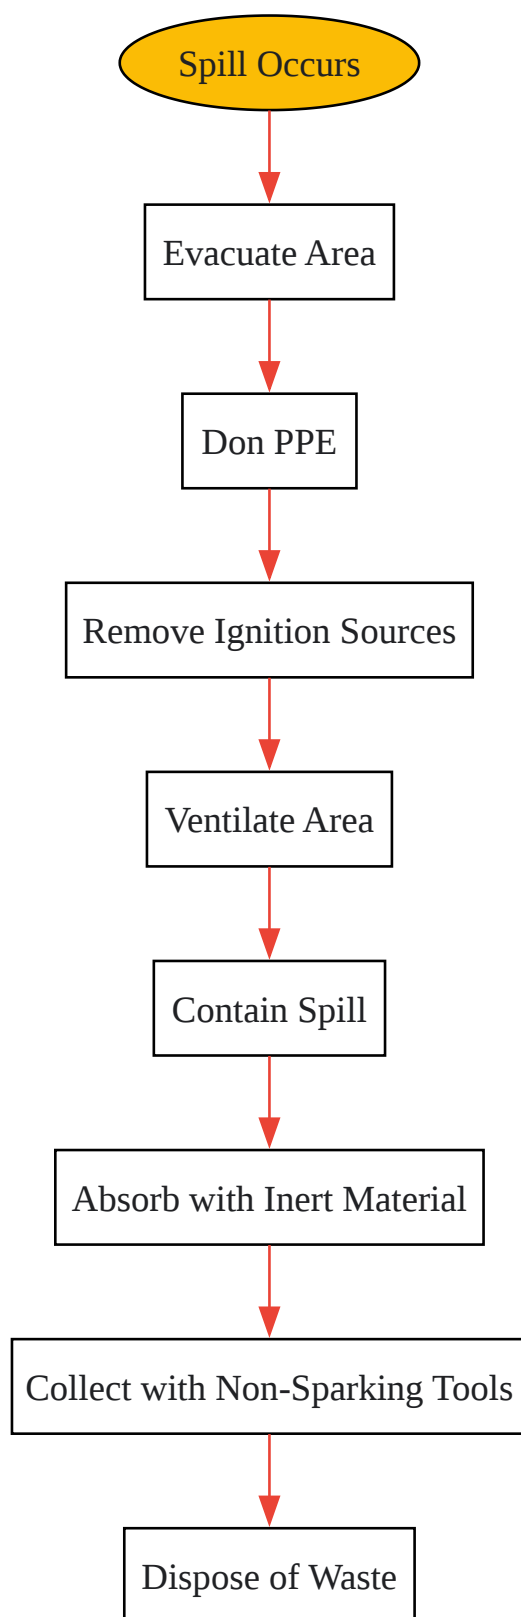 Spill Occurs
Evacuate Area
Don PPE
Remove Ignition Sources
Ventilate Area
Contain Spill
Absorb with Inert Material
Collect with Non-Sparking Tools
Dispose of Waste